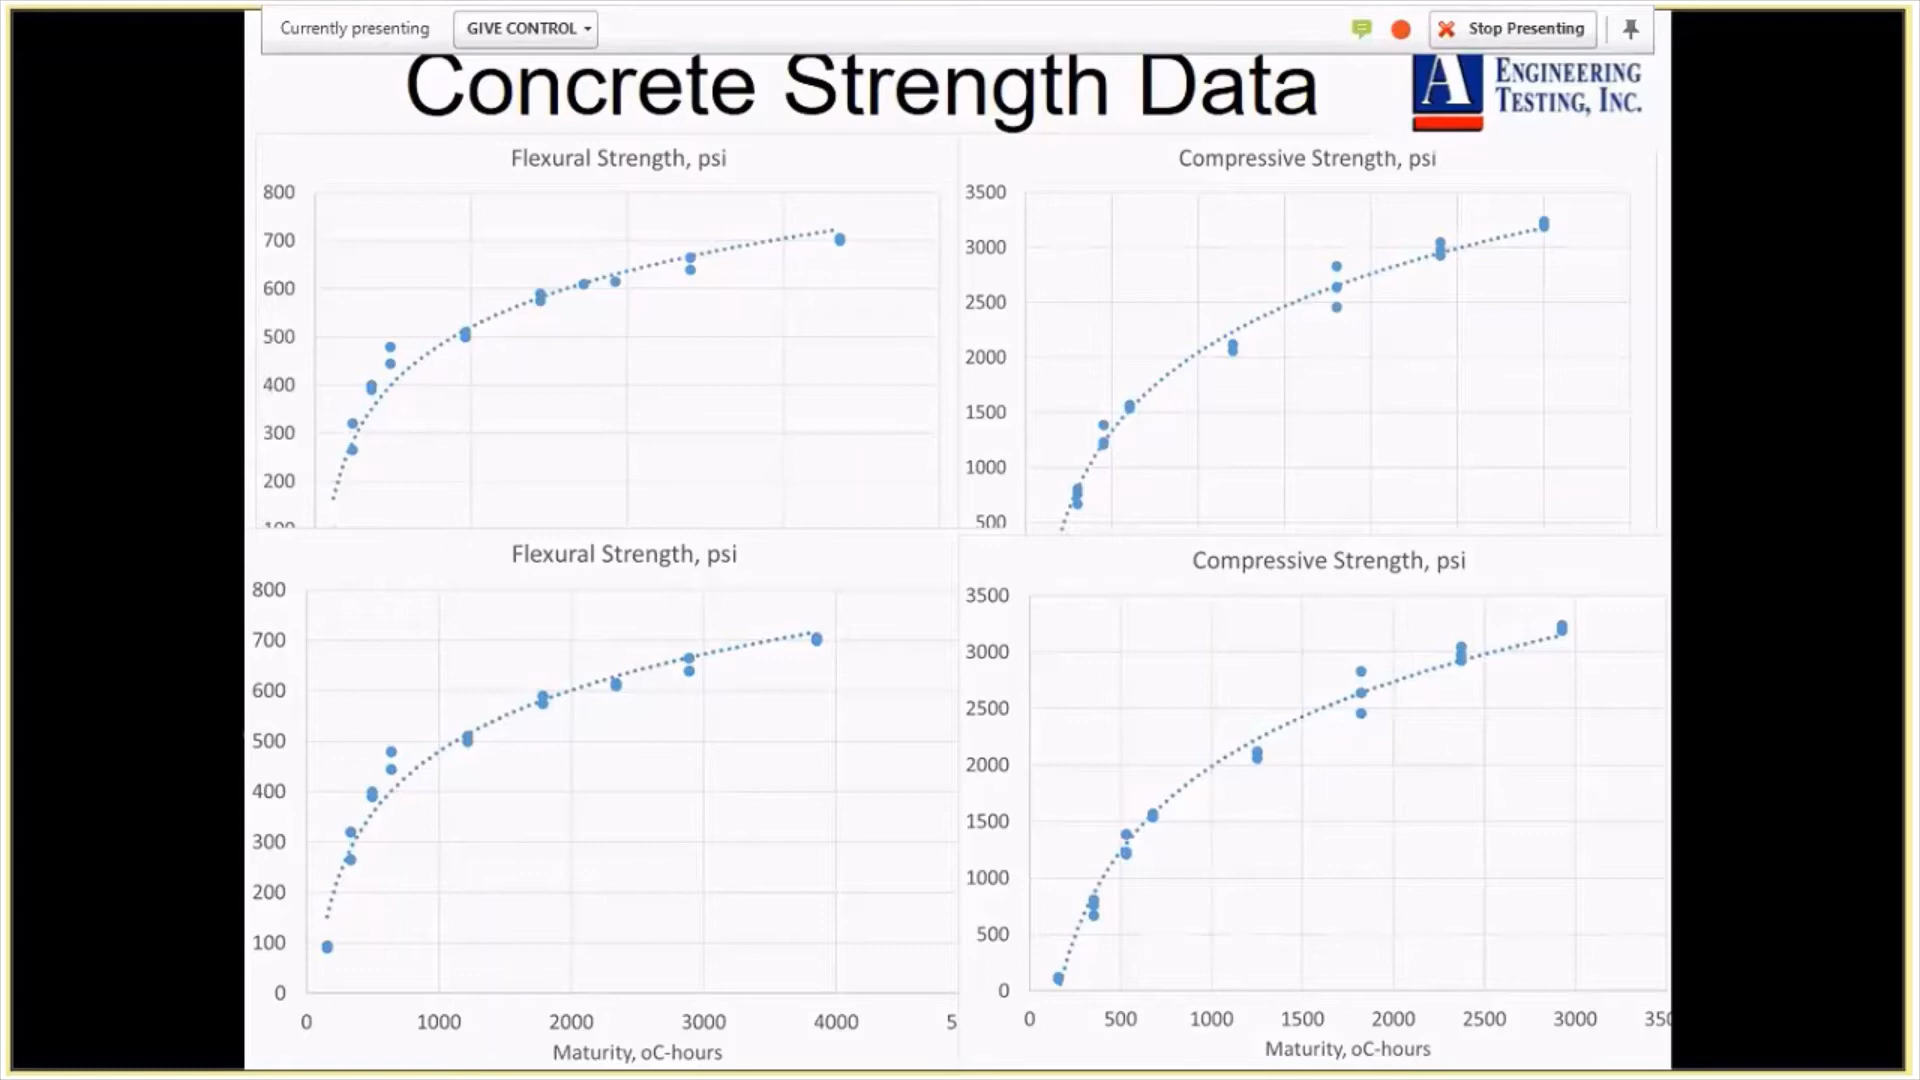 Currently presenting GIVE CONTROL Stop Presenting
Concrete Strength Data
A ENGINEERING
TESTING, INC.
Flexural Strength, psi
800
700
600
500
400
300
200
100
Compressive Strength, psi
3500
3000
2500
2000
1500
1000
500
Flexural Strength, psi
800
700
600
500
400
300
200
100
0
0 1000 2000 3000 4000 5
Maturity, oC-hours
Compressive Strength, psi
3500
3000
2500
2000
1500
1000
500
0
0 500 1000 1500 2000 2500 3000 350
Maturity, oC-hours